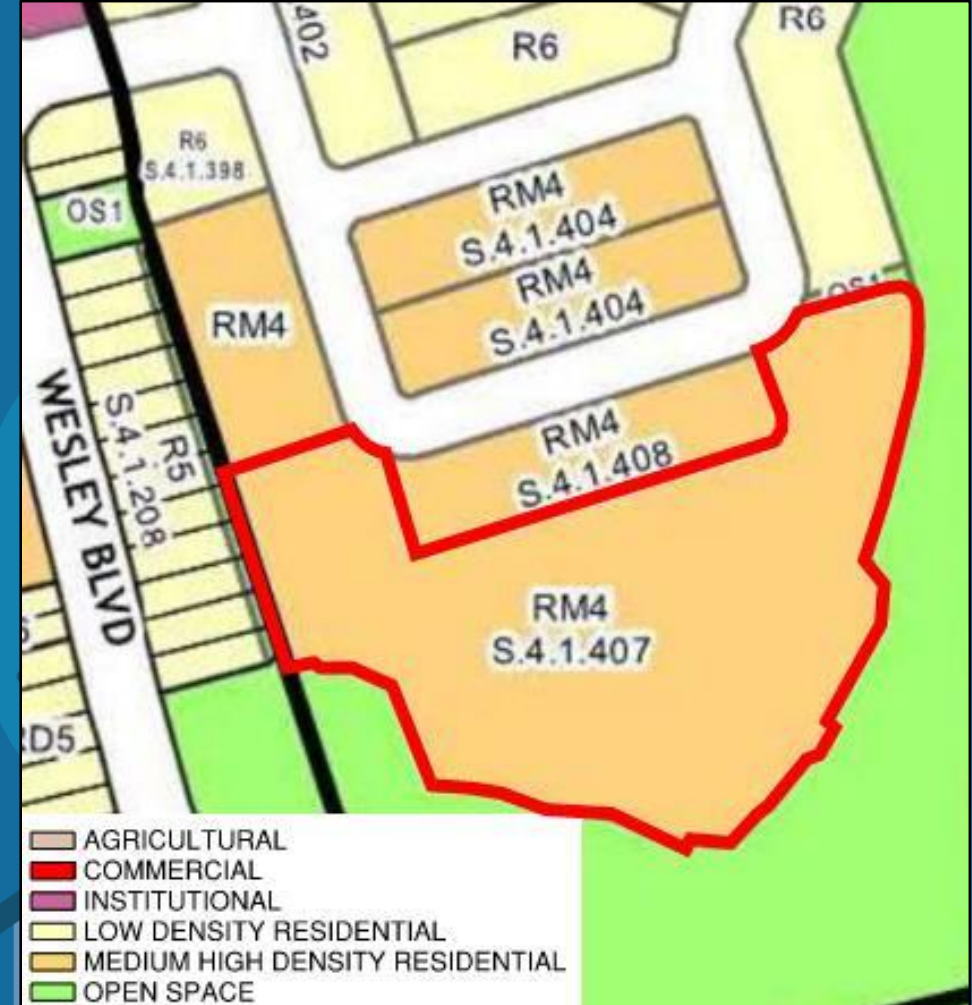 402
R6
R6
R6
S.4.1.398
OS1
RM4
S.4.1.404
RM4
S.4.1.404
RM4
OS1
RM4
S.4.1.408
WESLEY BLVD
S.4.1.208
R5
RM4
S.4.1.407
RD5
AGRICULTURAL
COMMERCIAL
INSTITUTIONAL
LOW DENSITY RESIDENTIAL
MEDIUM HIGH DENSITY RESIDENTIAL
OPEN SPACE